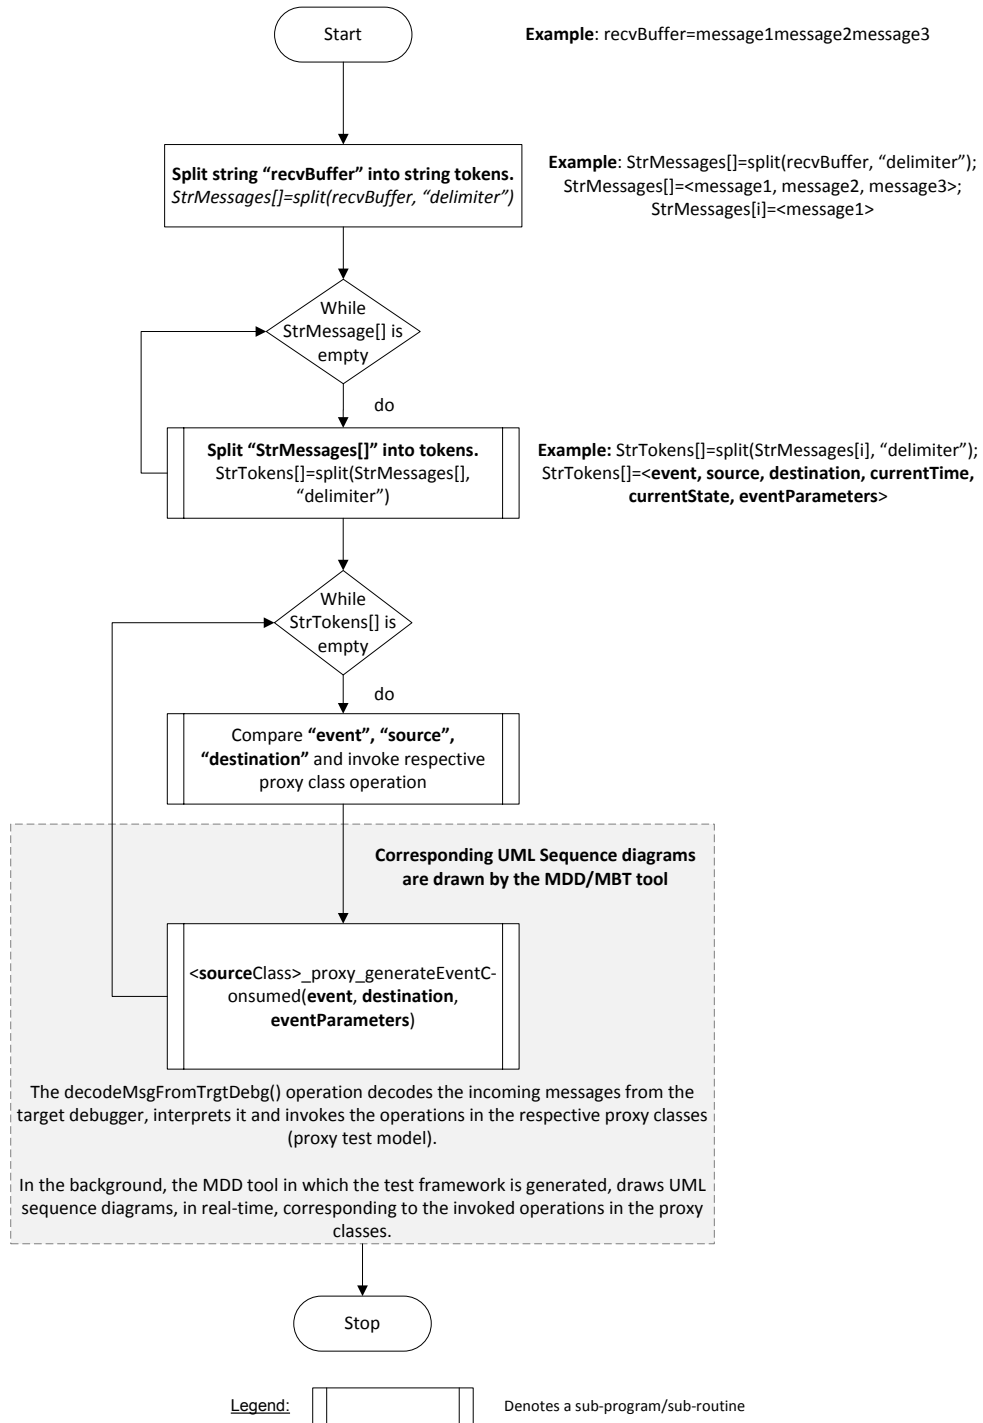 Start
Example: recvBuffer=message1message2message3
Split string “recvBuffer” into string tokens.
StrMessages[]=split(recvBuffer, “delimiter”)
Example: StrMessages[]=split(recvBuffer, “delimiter”);
StrMessages[]=<message1, message2, message3>;
StrMessages[i]=<message1>
While
StrMessage[] is
empty
do
Split “StrMessages[]” into tokens.
StrTokens[]=split(StrMessages[],
“delimiter”)
Example: StrTokens[]=split(StrMessages[i], “delimiter”);
StrTokens[]=<event, source, destination, currentTime,
currentState, eventParameters>
While
StrTokens[] is
empty
do
Compare “event”, “source”,
“destination” and invoke respective
proxy class operation
Corresponding UML Sequence diagrams
are drawn by the MDD/MBT tool
<sourceClass>_proxy_generateEventC-
onsumed(event, destination,
eventParameters)
The decodeMsgFromTrgtDebg() operation decodes the incoming messages from the
target debugger, interprets it and invokes the operations in the respective proxy classes
(proxy test model).
In the background, the MDD tool in which the test framework is generated, draws UML
sequence diagrams, in real-time, corresponding to the invoked operations in the proxy
classes.
Stop
Legend:
Denotes a sub-program/sub-routine